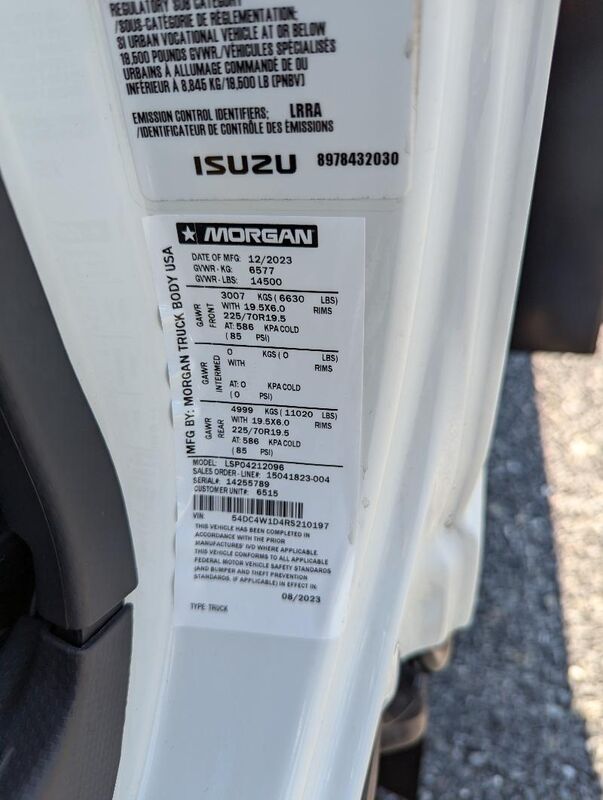 REGULATORY SUB CATEGORY
/SOUS-CATÉGORIE DE RÉGLEMENTATION:
SI URBAN VOCATIONAL VEHICLE AT OR BELOW
19,500 POUNDS GVWR./VÉHICULES SPÉCIALISÉS
URBAINS À ALLUMAGE COMMANDÉ DE OU
INFÉRIEUR À 8,845 KG/19,500 LB (PNBV)
EMISSION CONTROL IDENTIFIERS; LRRA
/IDENTIFICATEUR DE CONTRÔLE DES ÉMISSIONS
ISUZU 8978432030
MORGAN
MFG BY: MORGAN TRUCK BODY USA
DATE OF MFG: 12/2023
GVWR - KG: 6577
GVWR - LBS: 14500
GAWR FRONT
3007 KGS ( 6630 LBS)
WITH 19.5X6.0 RIMS
225/70R19.5
AT: 586 KPA COLD
( 85 PSI)
GAWR INTERMED
0 KGS ( 0 LBS)
WITH RIMS
AT: 0 KPA COLD
( 0 PSI)
GAWR REAR
4999 KGS ( 11020 LBS)
WITH 19.5X6.0 RIMS
225/70R19.5
AT: 586 KPA COLD
( 85 PSI)
MODEL: LSP04212096
SALES ORDER - LINE#: 15041823-004
SERIAL#: 14255789
CUSTOMER UNIT#: 6515
VIN: 54DC4W1D4RS210197
THIS VEHICLE HAS BEEN COMPLETED IN
ACCORDANCE WITH THE PRIOR
MANUFACTURES' IVD WHERE APPLICABLE.
THIS VEHICLE CONFORMS TO ALL APPLICABLE
FEDERAL MOTOR VEHICLE SAFETY STANDARDS
(AND BUMPER AND THEFT PREVENTION
STANDARDS, IF APPLICABLE) IN EFFECT IN:
08/2023
TYPE: TRUCK